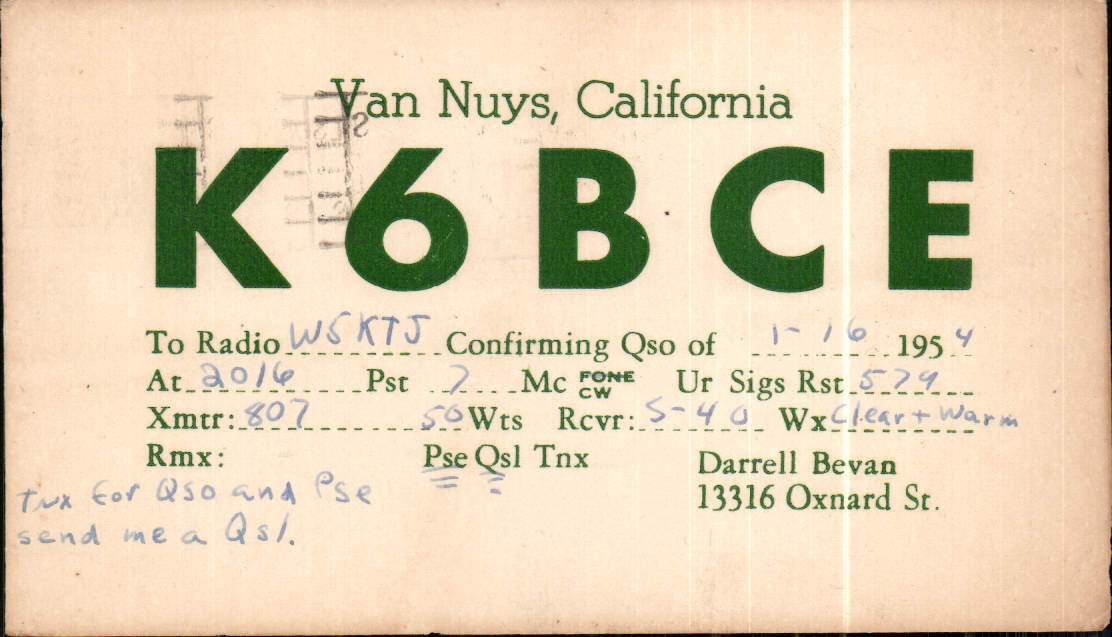 Van Nuys, California
K6BCE
To Radio W5KTJ Confirming Qso of 1-16 1954
At 2016 Pst 7 Mc FONE CW Ur Sigs Rst 579
Xmtr: 807 50 Wts Rcvr: S-40 Wx Clear + Warm
Rmx: Pse Qsl Tnx
Darrell Bevan
13316 Oxnard St.
Tnx for Qso and Pse
send me a Qsl.